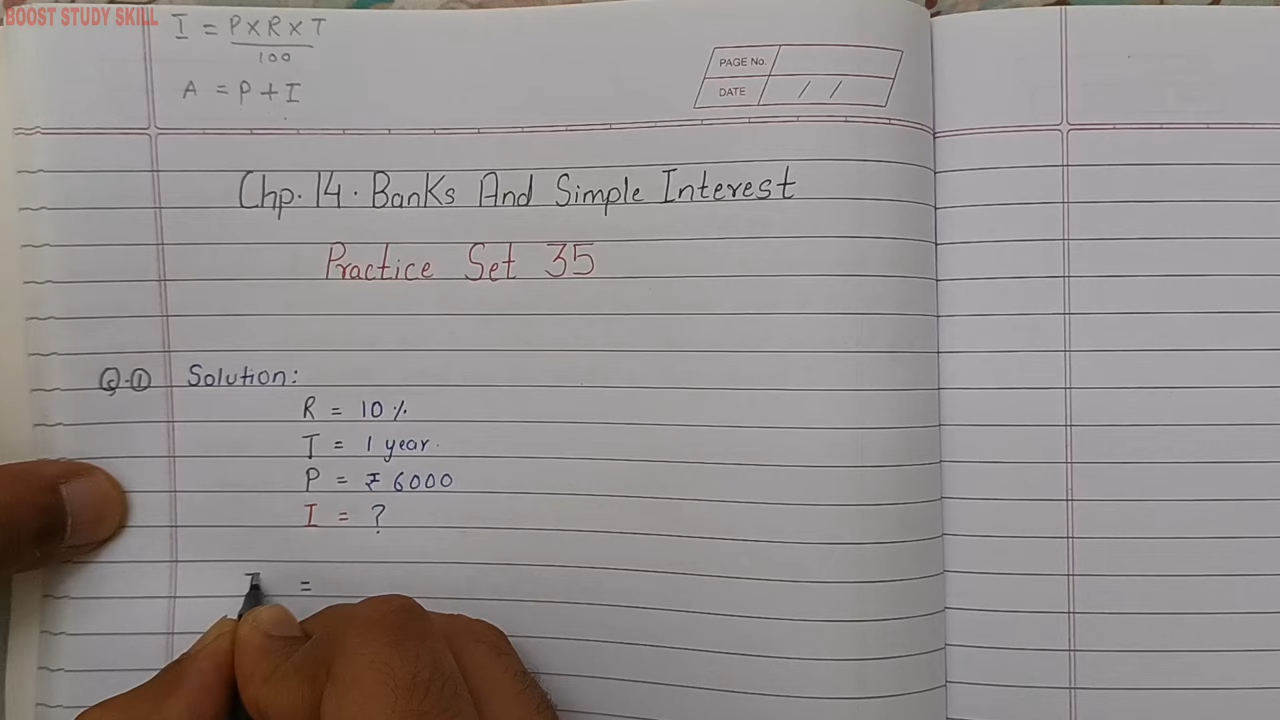 BOOST STUDY SKILL
I = P×R×T
100
A = P + I
PAGE No.
DATE / /
Chp. 14. Banks And Simple Interest
Practice Set 35
Q.① Solution:
R = 10 %
T = 1 year.
P = ₹ 6000
I = ?
=